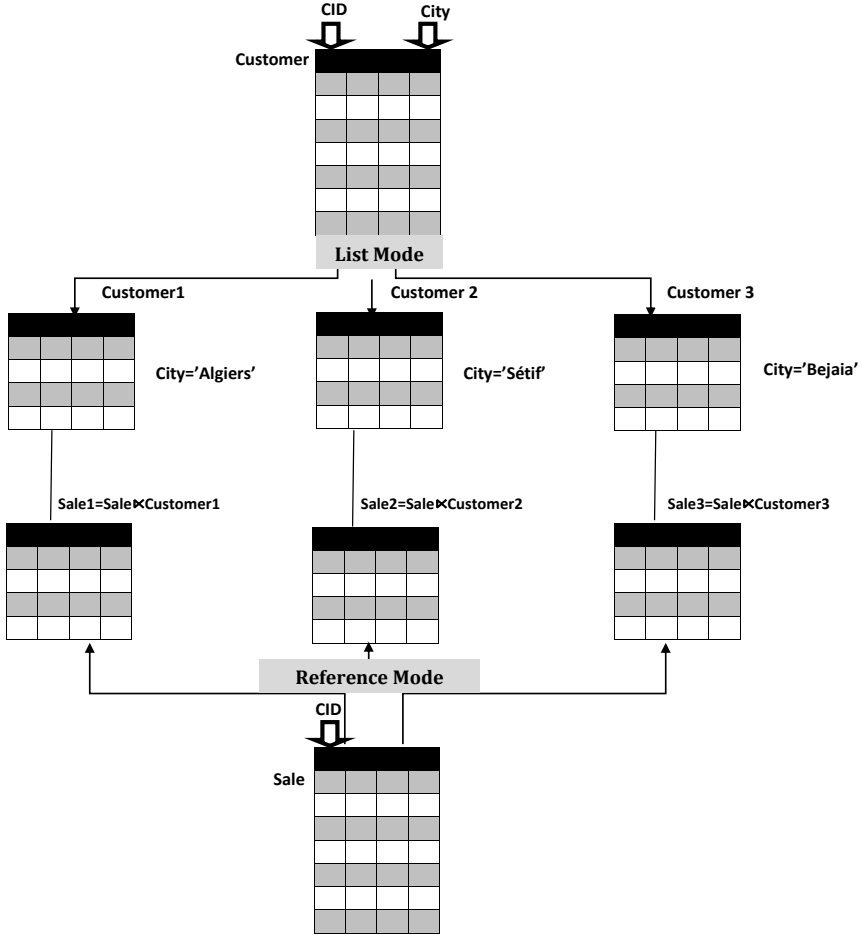 CID
City
Customer
List Mode
Customer1
Customer 2
Customer 3
City=’Algiers’
City=’Sétif’
City=’Bejaia’
Sale1=Sale⋉Customer1
Sale2=Sale⋉Customer2
Sale3=Sale⋉Customer3
Reference Mode
CID
Sale